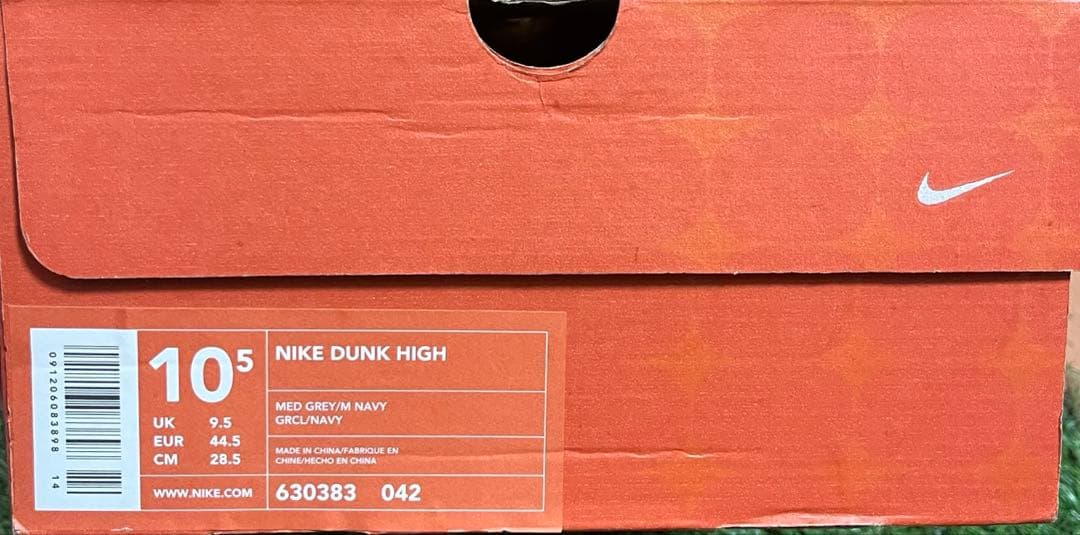 091206083898 14
10⁵
UK 9.5
EUR 44.5
CM 28.5
WWW.NIKE.COM
NIKE DUNK HIGH
MED GREY/M NAVY
GRCL/NAVY
MADE IN CHINA/FABRIQUE EN
CHINE/HECHO EN CHINA
630383 042